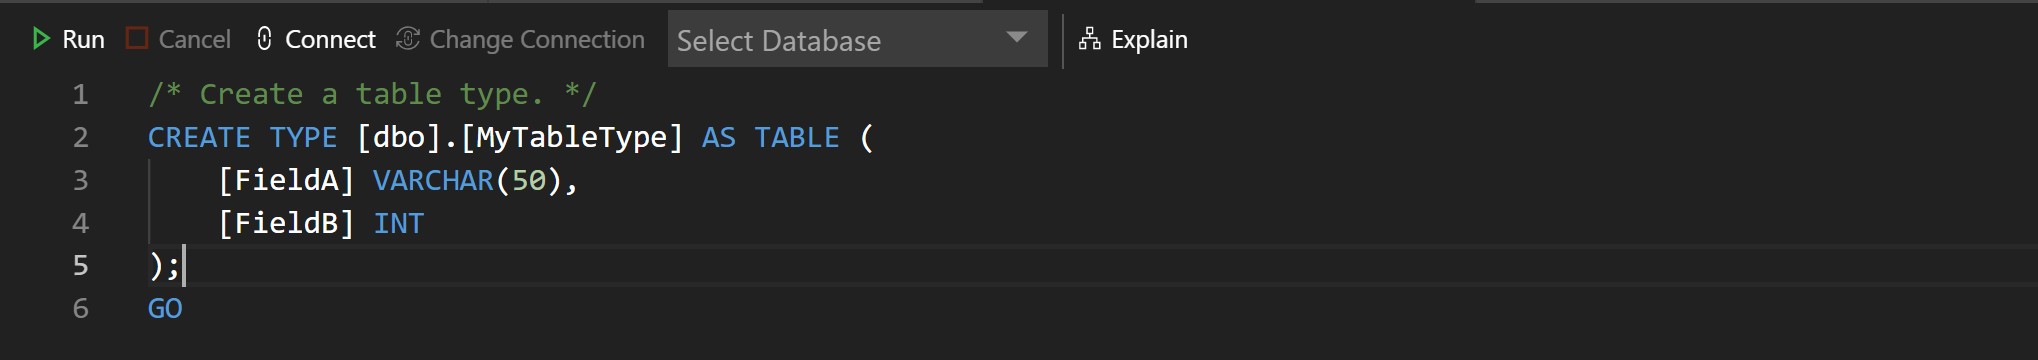 Run Cancel Connect Change Connection Select Database Explain
1 /* Create a table type. */
2 CREATE TYPE [dbo].[MyTableType] AS TABLE (
3     [FieldA] VARCHAR(50),
4     [FieldB] INT
5 );
6 GO